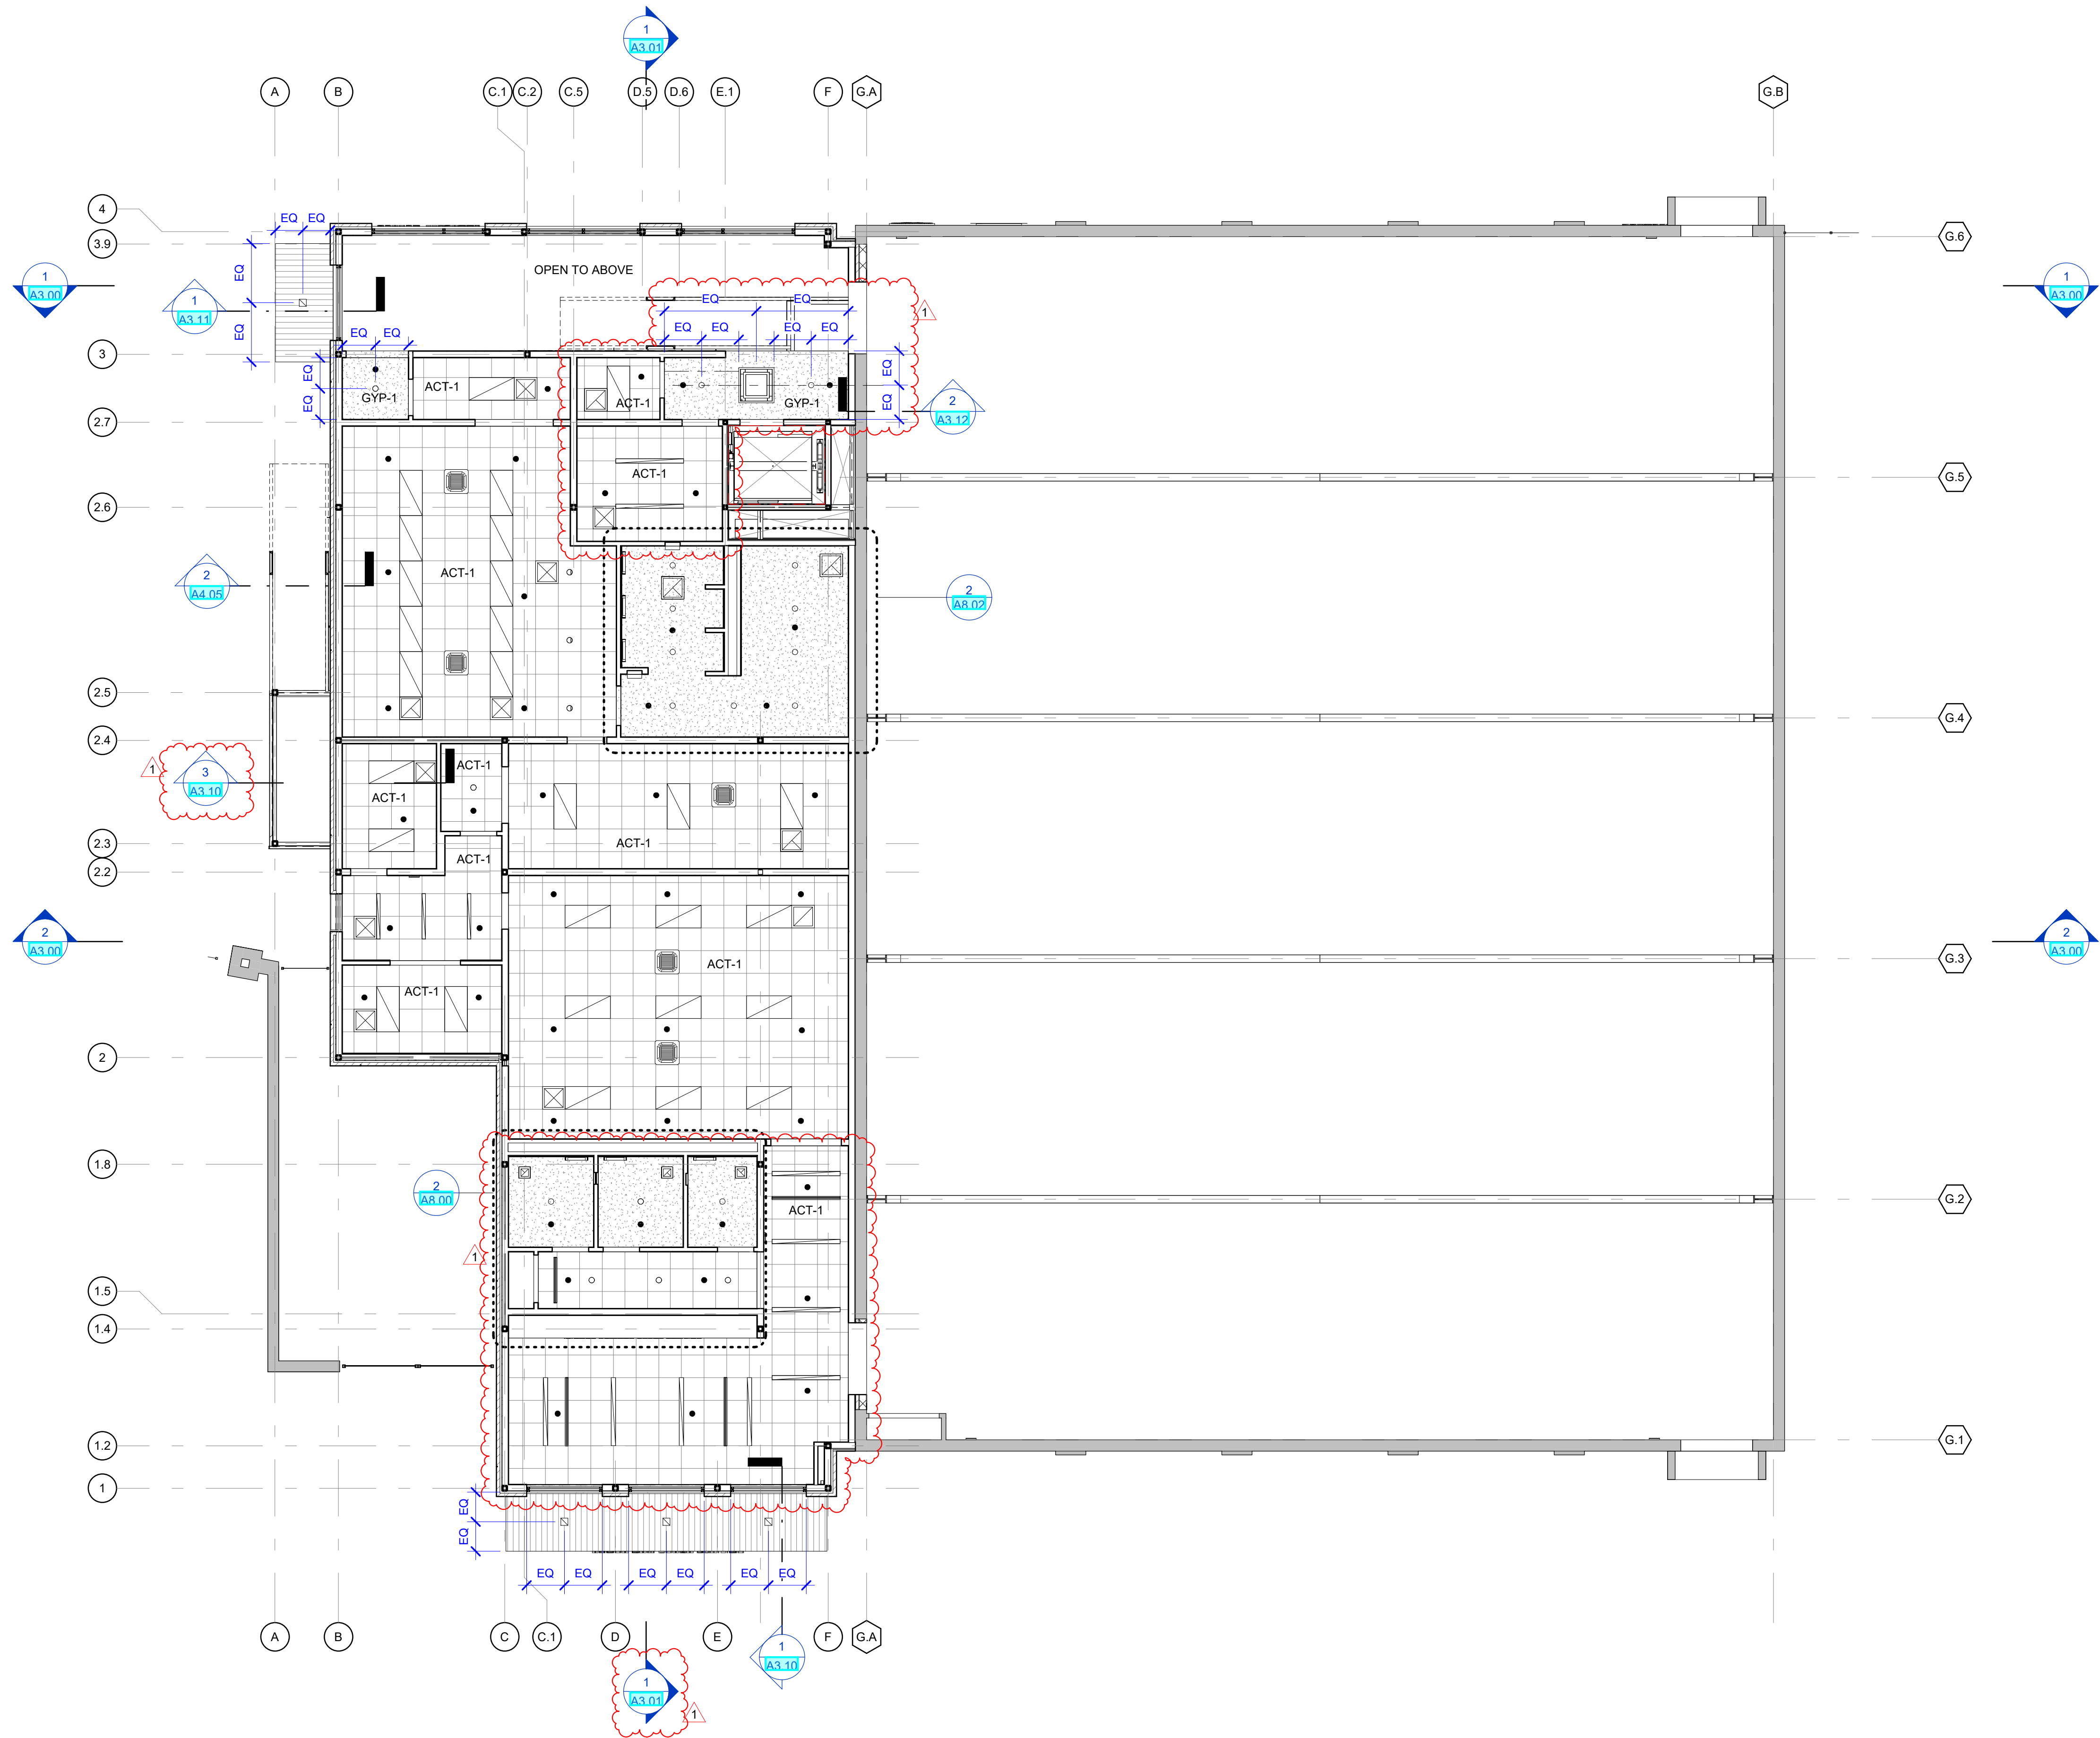 1
A3.01
A B C.1 C.2 C.5 D.5 D.6 E.1 F G.A G.B
4
EQ EQ
3.9
G.6
EQ
OPEN TO ABOVE
1
A3.00
1
A3.11
EQ EQ
1
1
A3.00
EQ
EQ EQ EQ EQ
EQ EQ
3
EQ
EQ
ACT-1
GYP-1
EQ
ACT-1
GYP-1
EQ
2
A3.12
2.7
ACT-1
G.5
2.6
ACT-1
2
A4.05
2
A8.02
2.5
G.4
2.4
1
3
A3.10
ACT-1
ACT-1
2.3
ACT-1
ACT-1
2.2
2
A3.00
2
A3.00
ACT-1
G.3
ACT-1
2
1.8
2
A8.00
G.2
ACT-1
1
1.5
1.4
1.2
G.1
1
EQ
EQ
EQ EQ EQ EQ EQ EQ
A B C C.1 D E F G.A
1
A3.10
1
A3.01
1